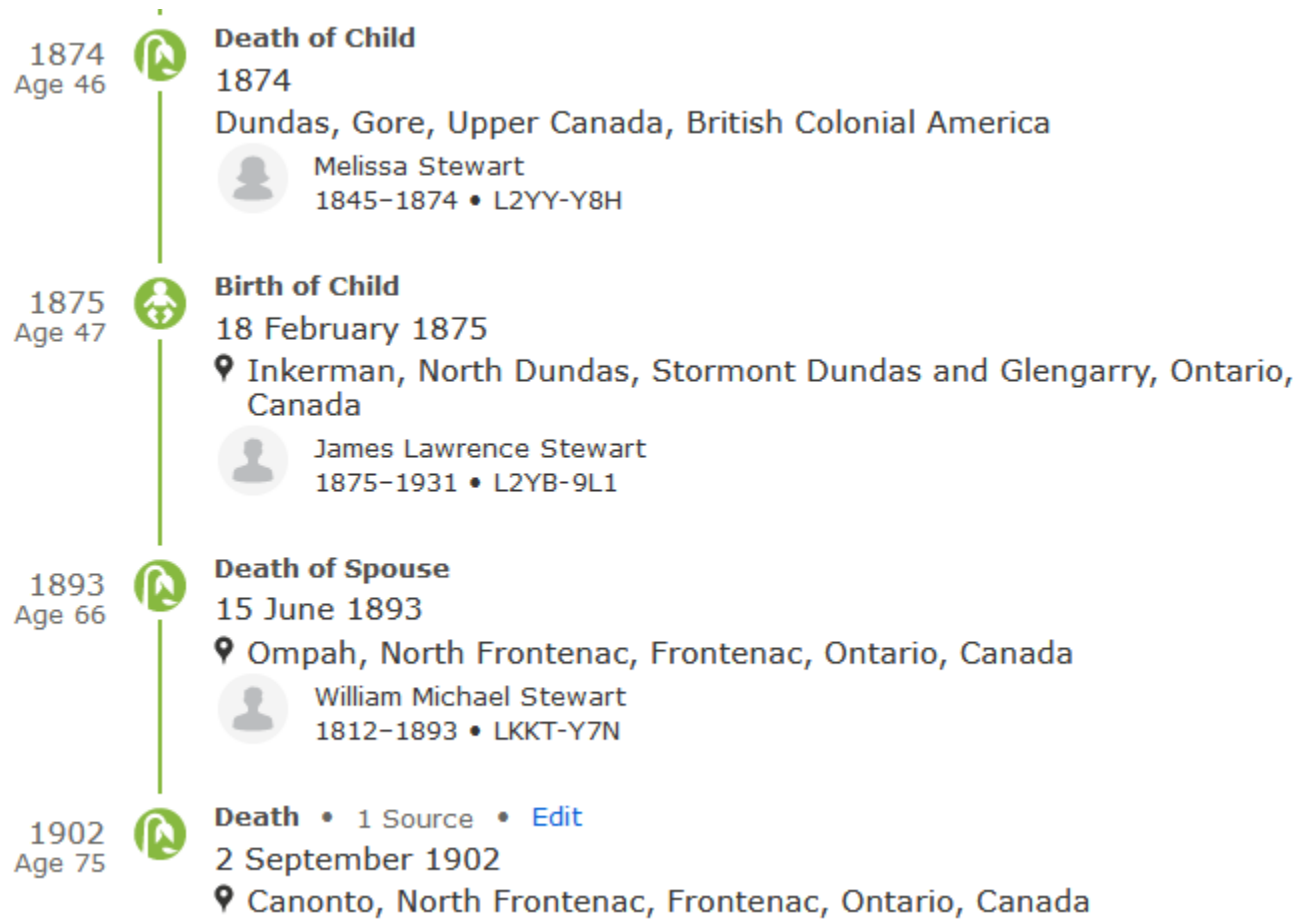 1874
Age 46
Death of Child
1874
Dundas, Gore, Upper Canada, British Colonial America
Melissa Stewart
1845–1874 • L2YY-Y8H
1875
Age 47
Birth of Child
18 February 1875
Inkerman, North Dundas, Stormont Dundas and Glengarry, Ontario,
Canada
James Lawrence Stewart
1875–1931 • L2YB-9L1
1893
Age 66
Death of Spouse
15 June 1893
Ompah, North Frontenac, Frontenac, Ontario, Canada
William Michael Stewart
1812–1893 • LKKT-Y7N
1902
Age 75
Death • 1 Source • Edit
2 September 1902
Canonto, North Frontenac, Frontenac, Ontario, Canada